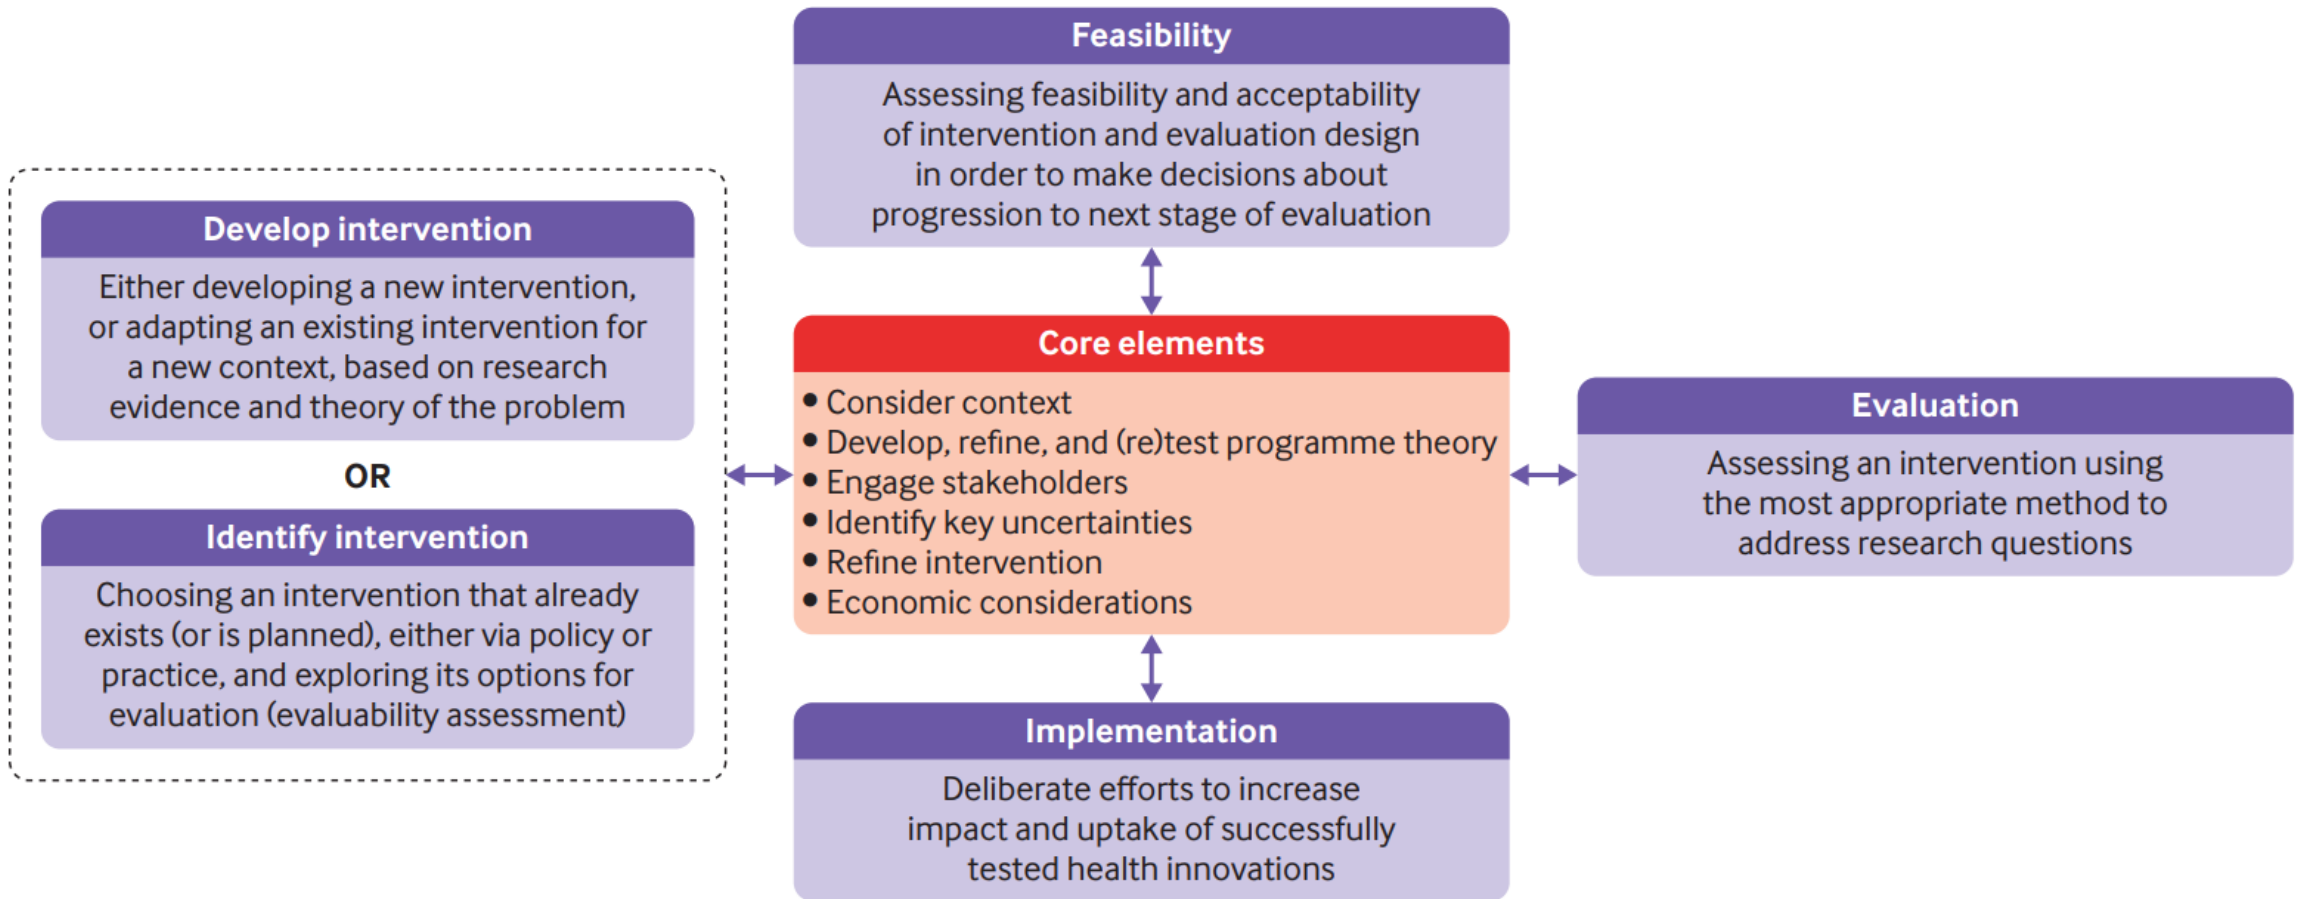 Feasibility
Assessing feasibility and acceptability
of intervention and evaluation design
in order to make decisions about
progression to next stage of evaluation
Develop intervention
Either developing a new intervention,
or adapting an existing intervention for
a new context, based on research
evidence and theory of the problem
OR
Identify intervention
Choosing an intervention that already
exists (or is planned), either via policy or
practice, and exploring its options for
evaluation (evaluability assessment)
Core elements
• Consider context
• Develop, refine, and (re)test programme theory
• Engage stakeholders
• Identify key uncertainties
• Refine intervention
• Economic considerations
Evaluation
Assessing an intervention using
the most appropriate method to
address research questions
Implementation
Deliberate efforts to increase
impact and uptake of successfully
tested health innovations